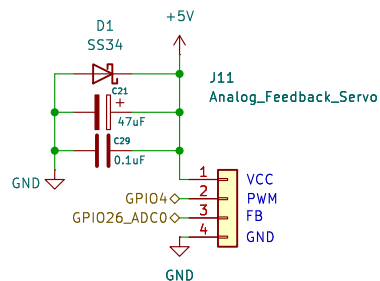 +5V
D1
SS34
J11
Analog_Feedback_Servo
C21
+
47uF
C29
0.1uF
GND
1 VCC
GPIO4 2 PWM
GPIO26_ADC0 3 FB
4 GND
GND